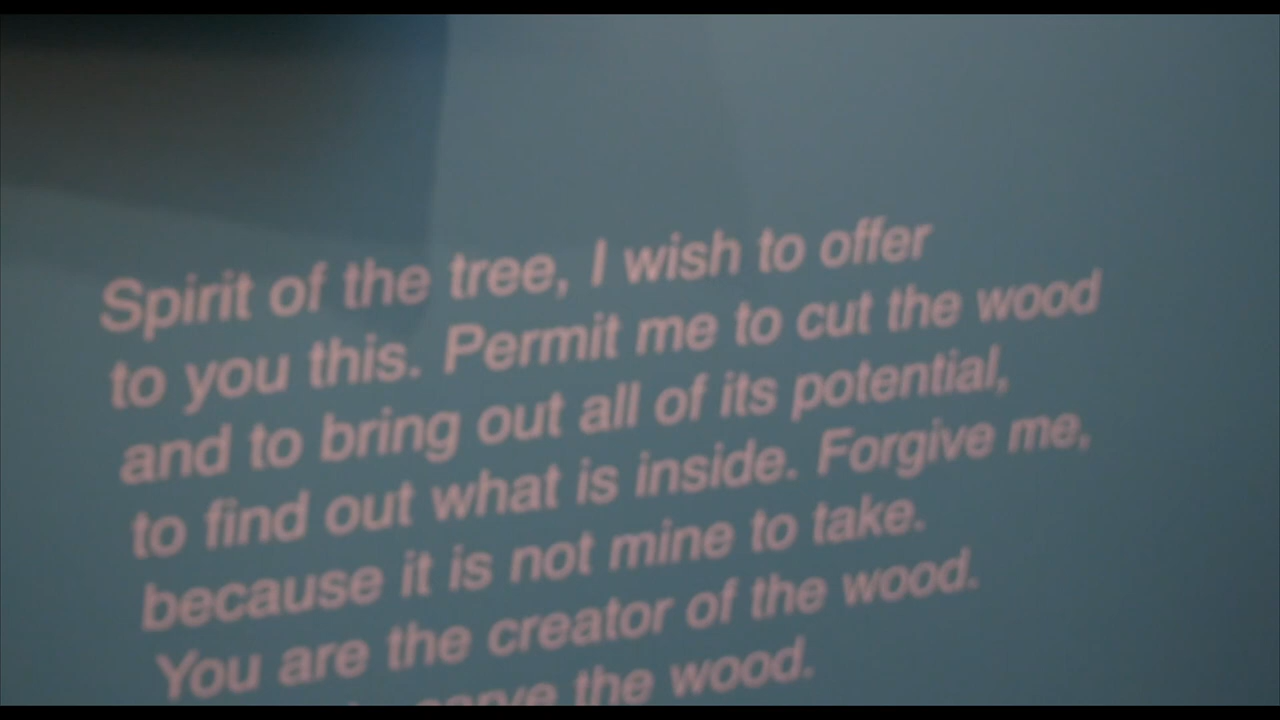 Spirit of the tree, I wish to offer
to you this. Permit me to cut the wood
and to bring out all of its potential,
to find out what is inside. Forgive me,
because it is not mine to take.
You are the creator of the wood.
carve the wood.